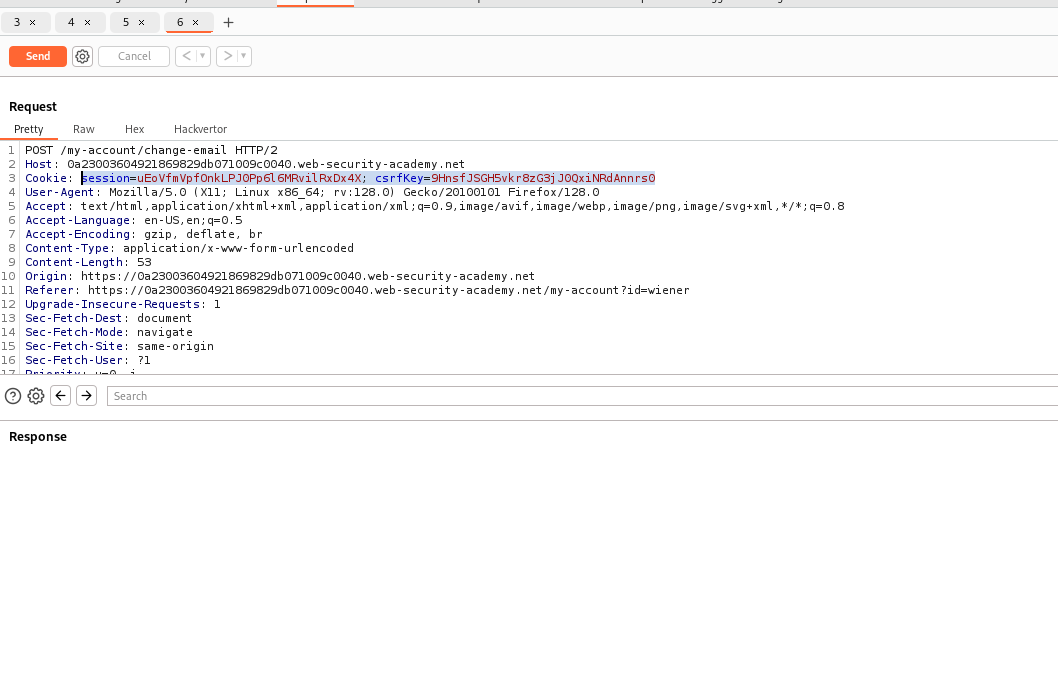 3 × 4 × 5 × 6 × +
Send Cancel < >
Request
Pretty Raw Hex Hackvertor
1 POST /my-account/change-email HTTP/2
2 Host: 0a23003604921869829db071009c0040.web-security-academy.net
3 Cookie: session=uEoVfmVpfOnkLPJ0Pp6l6MRvilRxDx4X; csrfKey=9HnsfJSGH5vkr8zG3jJ0QxiNRdAnnrsO
4 User-Agent: Mozilla/5.0 (X11; Linux x86_64; rv:128.0) Gecko/20100101 Firefox/128.0
5 Accept: text/html,application/xhtml+xml,application/xml;q=0.9,image/avif,image/webp,image/png,image/svg+xml,*/*;q=0.8
6 Accept-Language: en-US,en;q=0.5
7 Accept-Encoding: gzip, deflate, br
8 Content-Type: application/x-www-form-urlencoded
9 Content-Length: 53
10 Origin: https://0a23003604921869829db071009c0040.web-security-academy.net
11 Referer: https://0a23003604921869829db071009c0040.web-security-academy.net/my-account?id=wiener
12 Upgrade-Insecure-Requests: 1
13 Sec-Fetch-Dest: document
14 Sec-Fetch-Mode: navigate
15 Sec-Fetch-Site: same-origin
16 Sec-Fetch-User: ?1
17 Priority: u=0, i
Search
Response